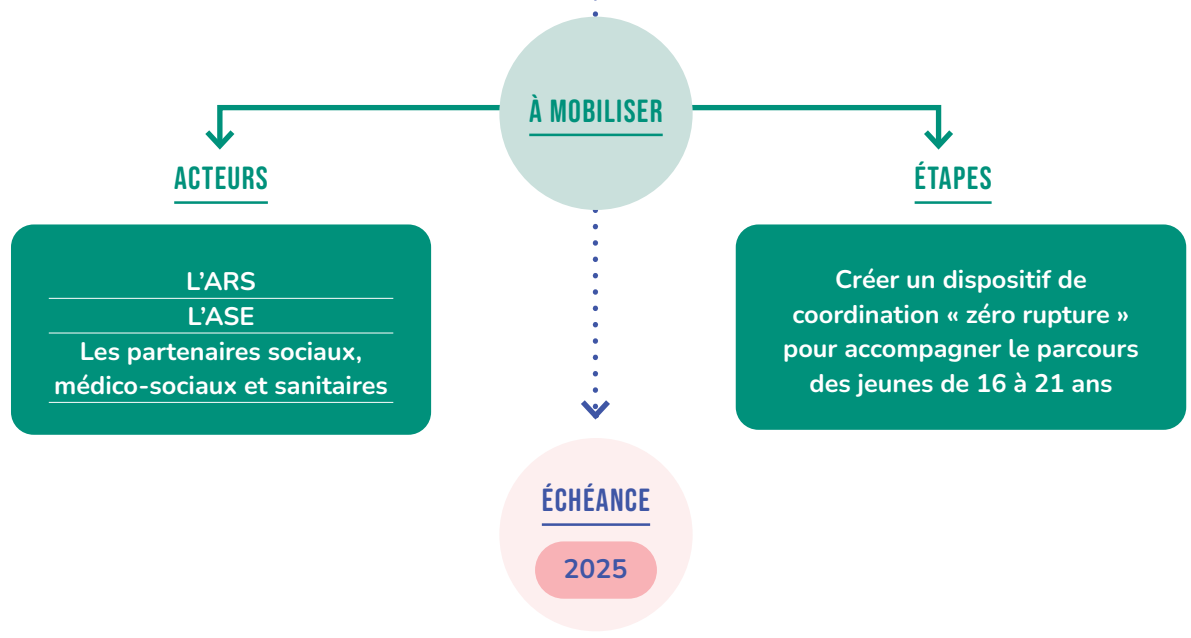 À MOBILISER
ACTEURS
L’ARS
L’ASE
Les partenaires sociaux,
médico-sociaux et sanitaires
ÉTAPES
Créer un dispositif de
coordination « zéro rupture »
pour accompagner le parcours
des jeunes de 16 à 21 ans
ÉCHÉANCE
2025